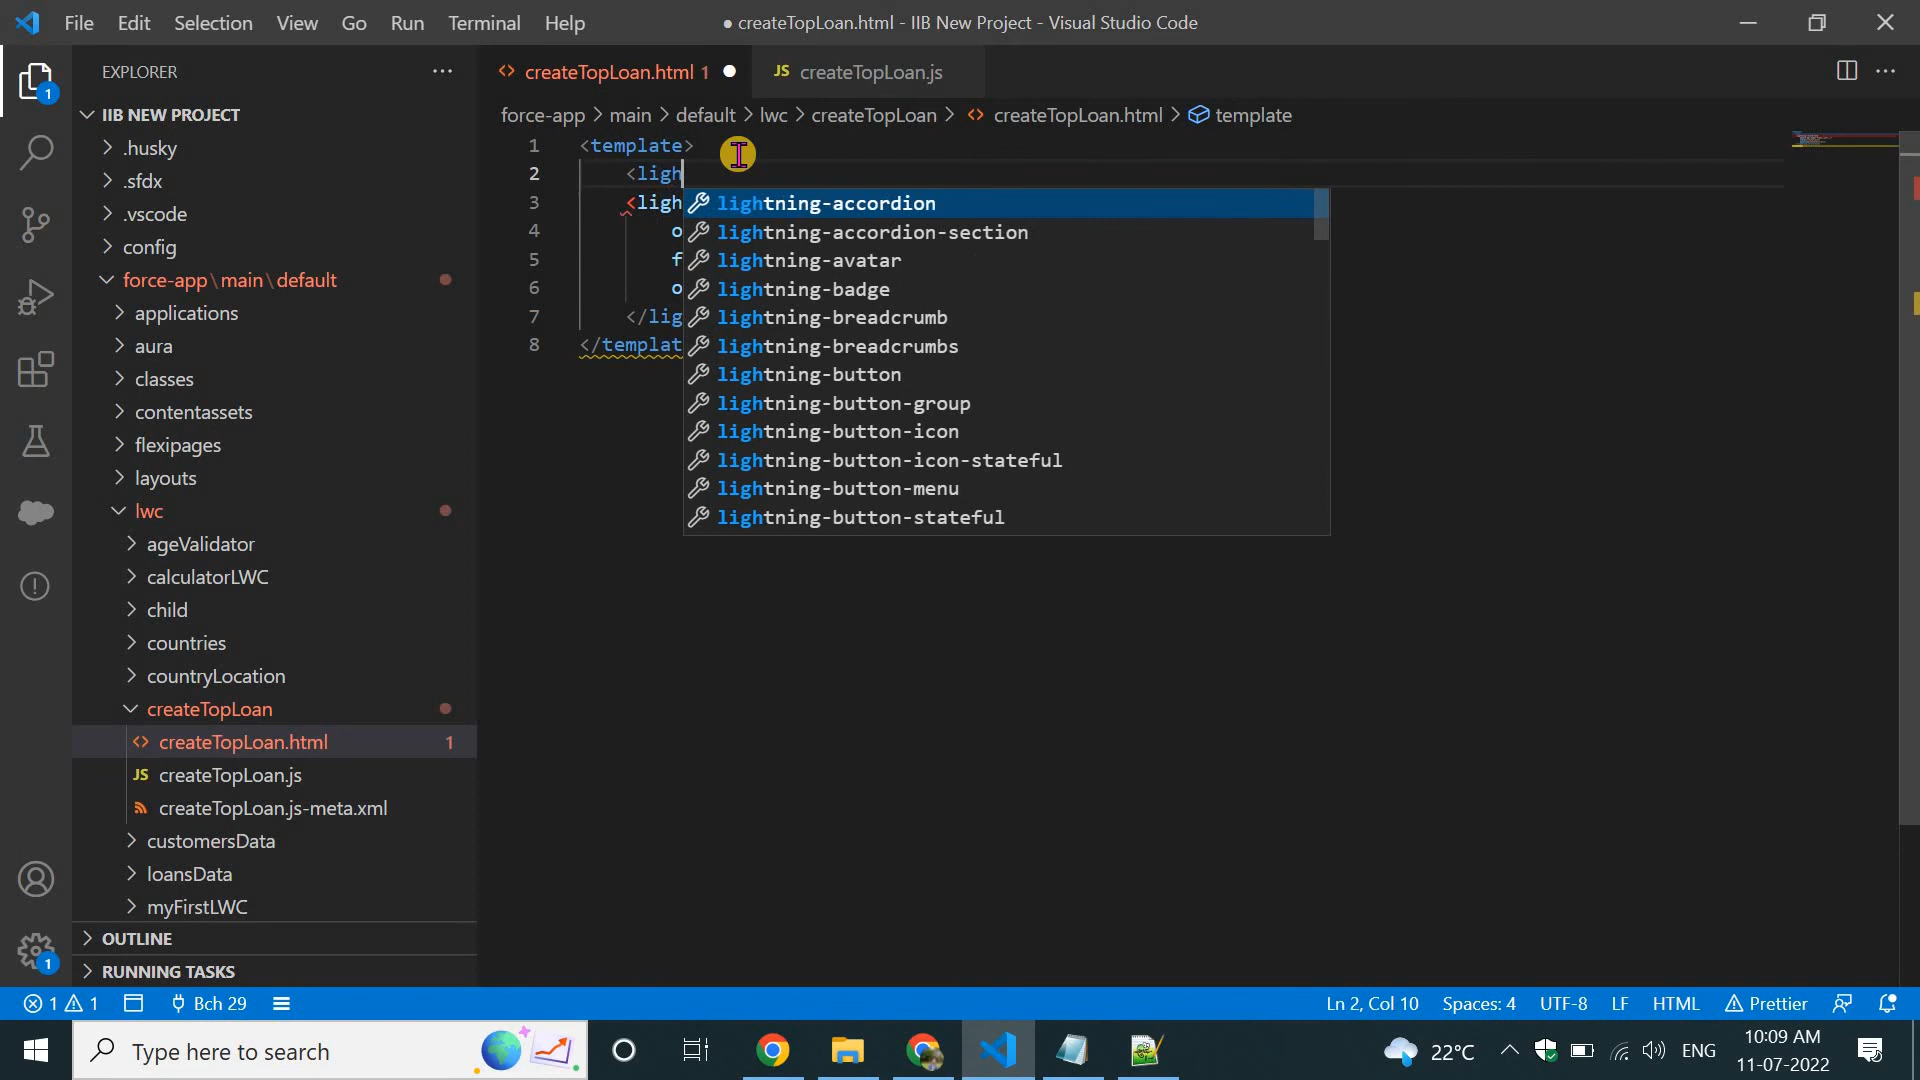 File Edit Selection View Go Run Terminal Help
● createTopLoan.html - IIB New Project - Visual Studio Code
EXPLORER
createTopLoan.html 1
JS createTopLoan.js
1
IIB NEW PROJECT
force-app > main > default > lwc > createTopLoan > createTopLoan.html > template
.husky
.sfdx
.vscode
config
force-app\main\default
applications
aura
classes
contentassets
flexipages
layouts
lwc
ageValidator
calculatorLWC
child
countries
countryLocation
createTopLoan
createTopLoan.html 1
JS createTopLoan.js
createTopLoan.js-meta.xml
customersData
loansData
myFirstLWC
OUTLINE
RUNNING TASKS
1
1 <template>
2 <ligh
3 <ligh
4 o
5 f
6 o
7 </lig
8 </templat
lightning-accordion
lightning-accordion-section
lightning-avatar
lightning-badge
lightning-breadcrumb
lightning-breadcrumbs
lightning-button
lightning-button-group
lightning-button-icon
lightning-button-icon-stateful
lightning-button-menu
lightning-button-stateful
1 1 Bch 29
Ln 2, Col 10 Spaces: 4 UTF-8 LF HTML Prettier
Type here to search
22°C ENG
10:09 AM
11-07-2022